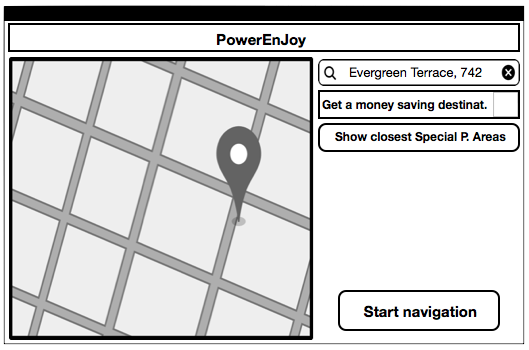 PowerEnJoy
Evergreen Terrace, 742
Get a money saving destinat.
Show closest Special P. Areas
Start navigation